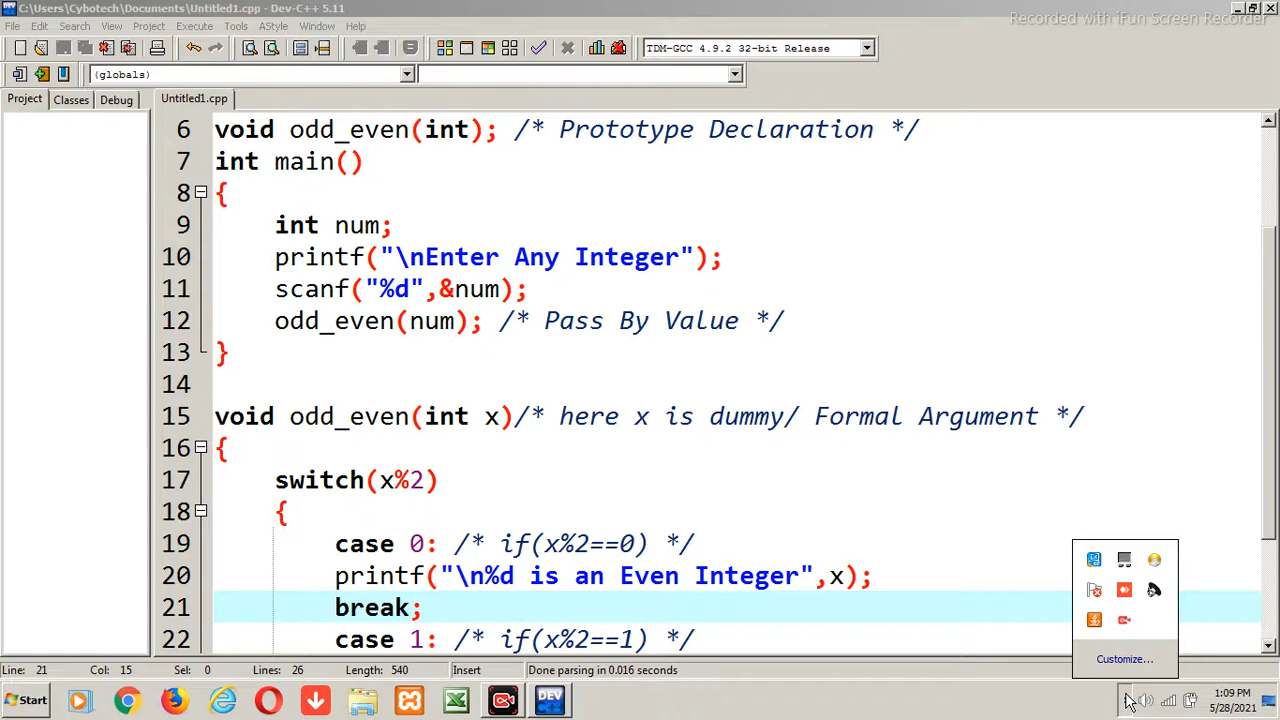 C:\Users\Cybotech\Documents\Untitled1.cpp - Dev-C++ 5.11
Recorded with iFun Screen Recorder
File Edit Search View Project Execute Tools AStyle Window Help
TDM-GCC 4.9.2 32-bit Release
(globals)
Project Classes Debug Untitled1.cpp
6 void odd_even(int); /* Prototype Declaration */
7 int main()
8 {
9 int num;
10 printf("\nEnter Any Integer");
11 scanf("%d",&num);
12 odd_even(num); /* Pass By Value */
13 }
14
15 void odd_even(int x)/* here x is dummy/ Formal Argument */
16 {
17 switch(x%2)
18 {
19 case 0: /* if(x%2==0) */
20 printf("\n%d is an Even Integer",x);
21 break;
22 case 1: /* if(x%2==1) */
Customize...
Line: 21 Col: 15 Sel: 0 Lines: 26 Length: 540 Insert Done parsing in 0.016 seconds
Start DEV 1:09 PM
5/28/2021